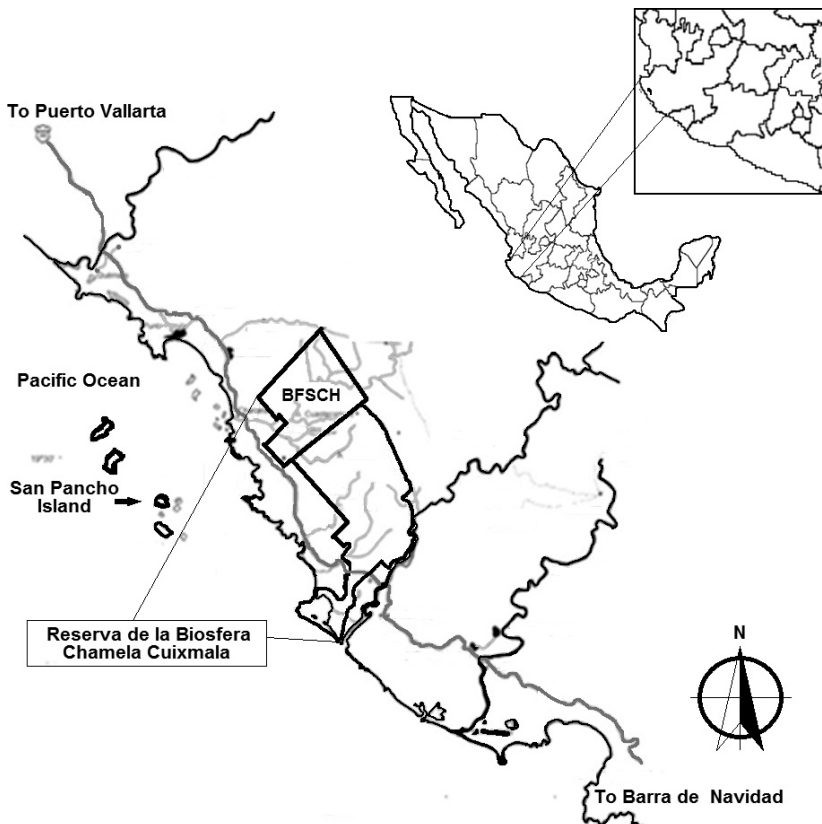 To Puerto Vallarta
N
Pacific Ocean
BFSCH
San Pancho
Island
Reserva de la Biosfera
Chamela Cuixmala
To Barra de Navidad